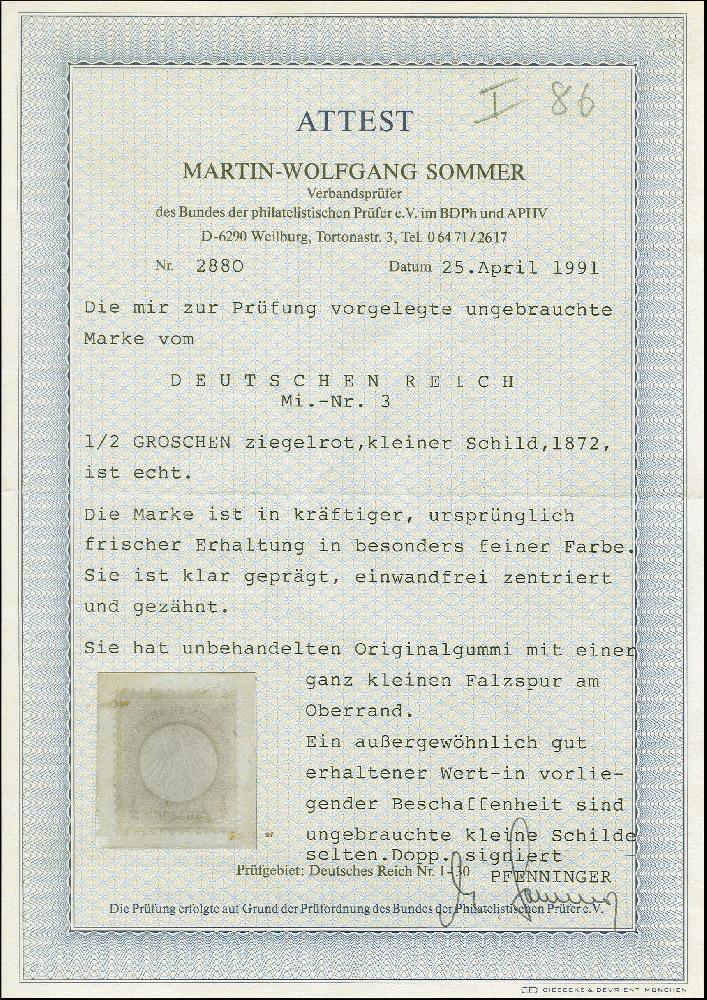 I 86
ATTEST
MARTIN-WOLFGANG SOMMER
Verbandsprüfer
des Bundes der philatelistischen Prüfer e.V. im BDPh und APHV
D-6290 Weilburg, Tortonastr. 3, Tel. 0 64 71 / 26 17
Nr. 2880 Datum 25.April 1991
Die mir zur Prüfung vorgelegte ungebrauchte
Marke vom
DEUTSCHEN REICH
Mi.-Nr. 3
1/2 GROSCHEN ziegelrot,kleiner Schild,1872,
ist echt.
Die Marke ist in kräftiger, ursprünglich
frischer Erhaltung in besonders feiner Farbe.
Sie ist klar geprägt, einwandfrei zentriert
und gezähnt.
Sie hat unbehandelten Originalgummi mit einer
ganz kleinen Falzspur am
Oberrand.
Ein außergewöhnlich gut
erhaltener Wert-in vorlie-
gender Beschaffenheit sind
ungebrauchte kleine Schilde
selten.Dopp. signiert
Prüfgebiet: Deutsches Reich Nr. 1-30 PFENNINGER
Die Prüfung erfolgte auf Grund der Prüfordnung des Bundes der Philatelistischen Prüfer e.V.
GIESECKE & DEVRIENT MÜNCHEN